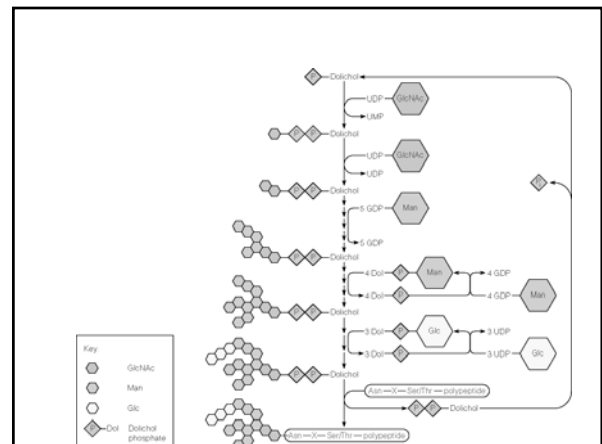 P Dolichol
UDP GlcNAc
UMP
P P Dolichol
UDP GlcNAc
UDP
P P Dolichol
P
5 GDP Man
5 GDP
P P Dolichol
4 Dol P Man 4 GDP
4 Dol P 4 GDP Man
P P Dolichol
3 Dol P Glc 3 UDP
3 Dol P 3 UDP Glc
P P Dolichol
Asn—X—Ser/Thr—polypeptide
P P Dolichol
Asn—X—Ser/Thr—polypeptide
Key:
GlcNAc
Man
Glc
P Dol Dolichol
phosphate